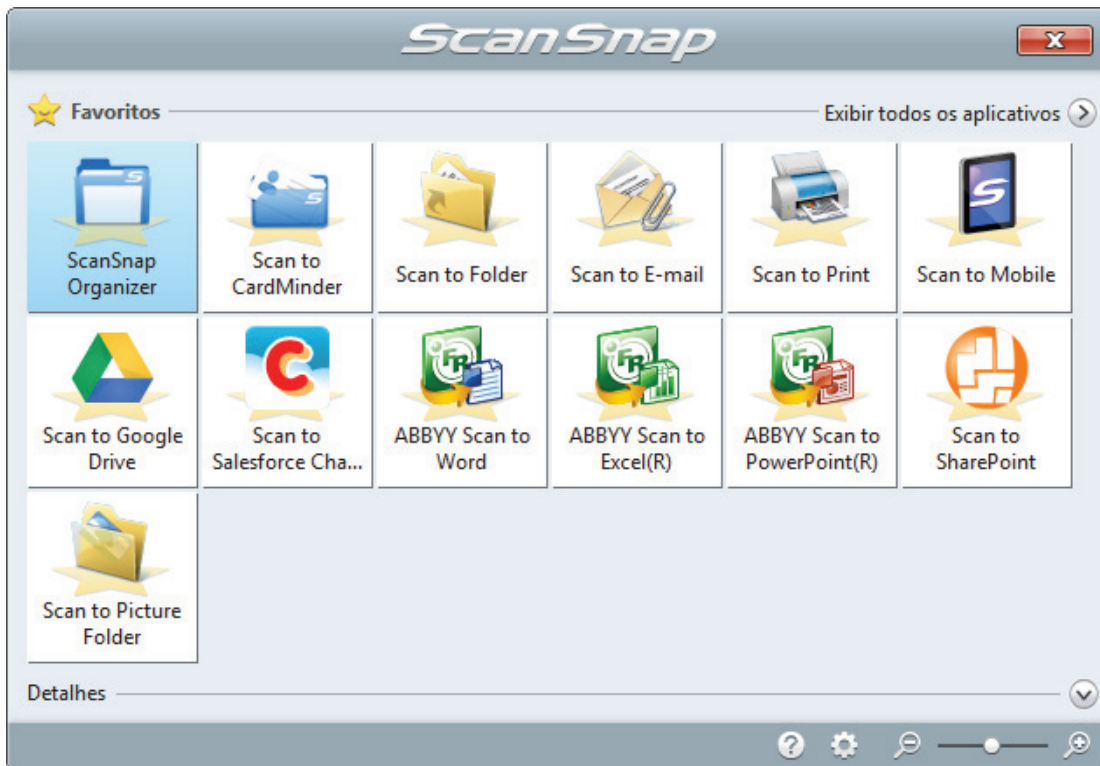 ScanSnap
Favoritos
Exibir todos os aplicativos
ScanSnap
Organizer
Scan to
CardMinder
Scan to Folder
Scan to E-mail
Scan to Print
Scan to Mobile
Scan to Google
Drive
Scan to
Salesforce Cha...
ABBYY Scan to
Word
ABBYY Scan to
Excel(R)
ABBYY Scan to
PowerPoint(R)
Scan to
SharePoint
Scan to Picture
Folder
Detalhes